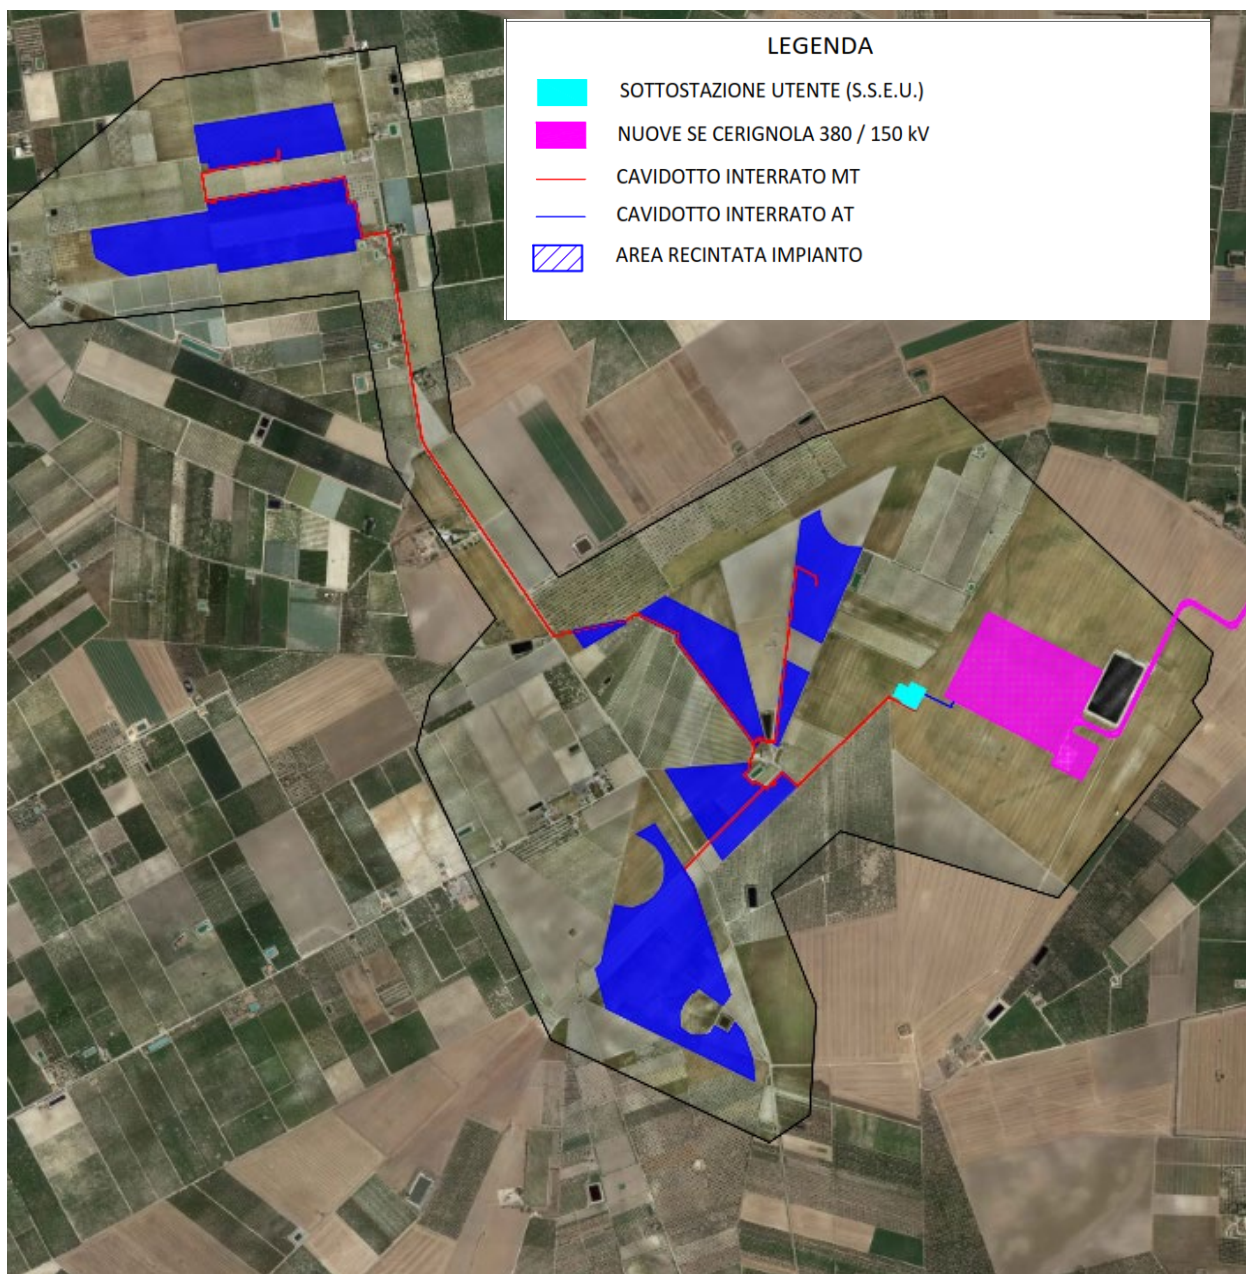 LEGENDA
SOTTOSTAZIONE UTENTE (S.S.E.U.)
NUOVE SE CERIGNOLA 380 / 150 kV
CAVIDOTTO INTERRATO MT
CAVIDOTTO INTERRATO AT
AREA RECINTATA IMPIANTO